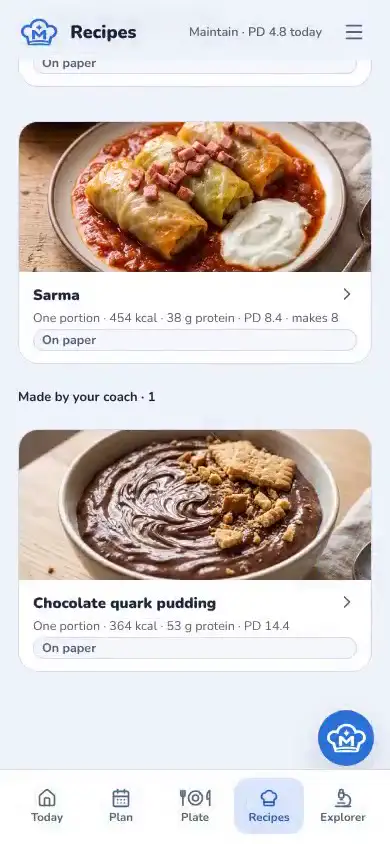 Recipes
Maintain · PD 4.8 today
On paper
Sarma
One portion · 454 kcal · 38 g protein · PD 8.4 · makes 8
On paper
Made by your coach · 1
Chocolate quark pudding
One portion · 364 kcal · 53 g protein · PD 14.4
On paper
Today
Plan
Plate
Recipes
Explorer